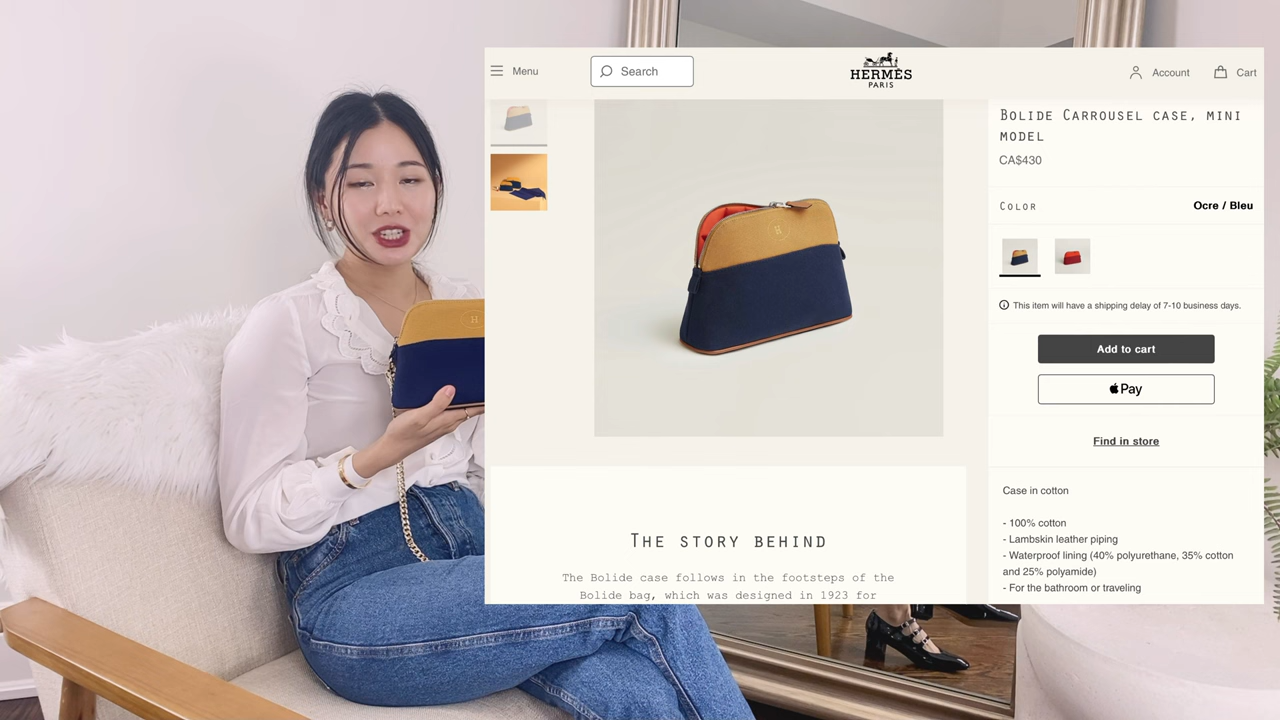 Menu
Search
HERMÈS
PARIS
Account
Cart
BOLIDE CARROUSEL CASE, MINI
MODEL
CA$430
COLOR
Ocre / Bleu
This item will have a shipping delay of 7-10 business days.
Add to cart
Pay
Find in store
Case in cotton
- 100% cotton
- Lambskin leather piping
- Waterproof lining (40% polyurethane, 35% cotton
and 25% polyamide)
- For the bathroom or traveling
H
H
THE STORY BEHIND
The Bolide case follows in the footsteps of the
Bolide bag, which was designed in 1923 for